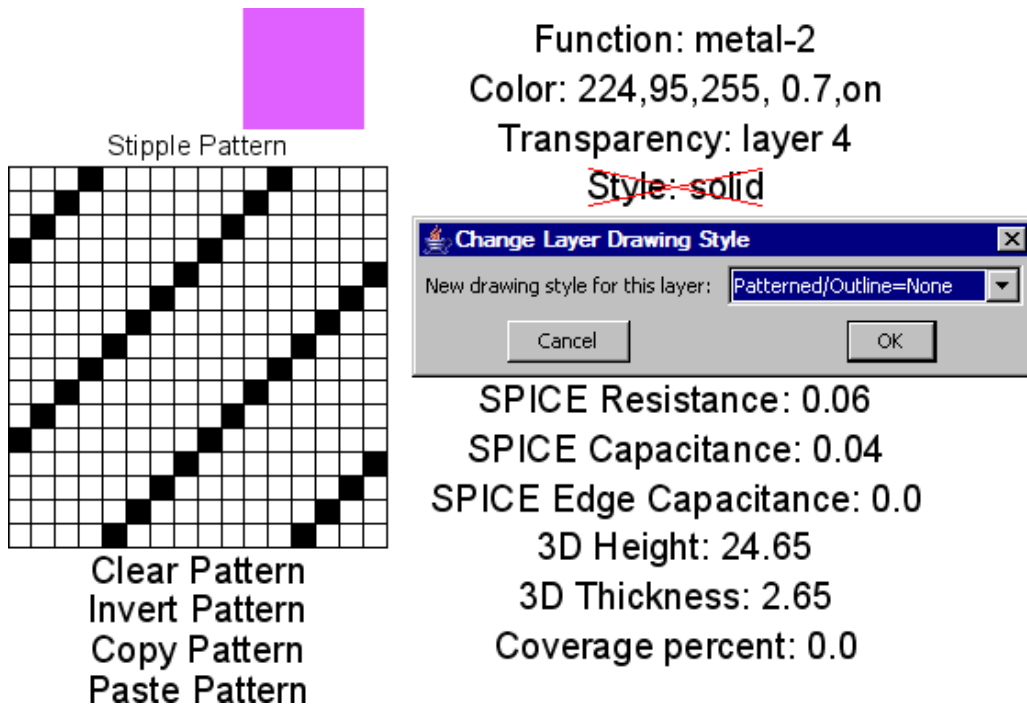 Function: metal-2
Color: 224,95,255, 0.7,on
Transparency: layer 4
Style: solid
Stipple Pattern
Change Layer Drawing Style
New drawing style for this layer: Patterned/Outline=None
Cancel OK
SPICE Resistance: 0.06
SPICE Capacitance: 0.04
SPICE Edge Capacitance: 0.0
3D Height: 24.65
3D Thickness: 2.65
Coverage percent: 0.0
Clear Pattern
Invert Pattern
Copy Pattern
Paste Pattern